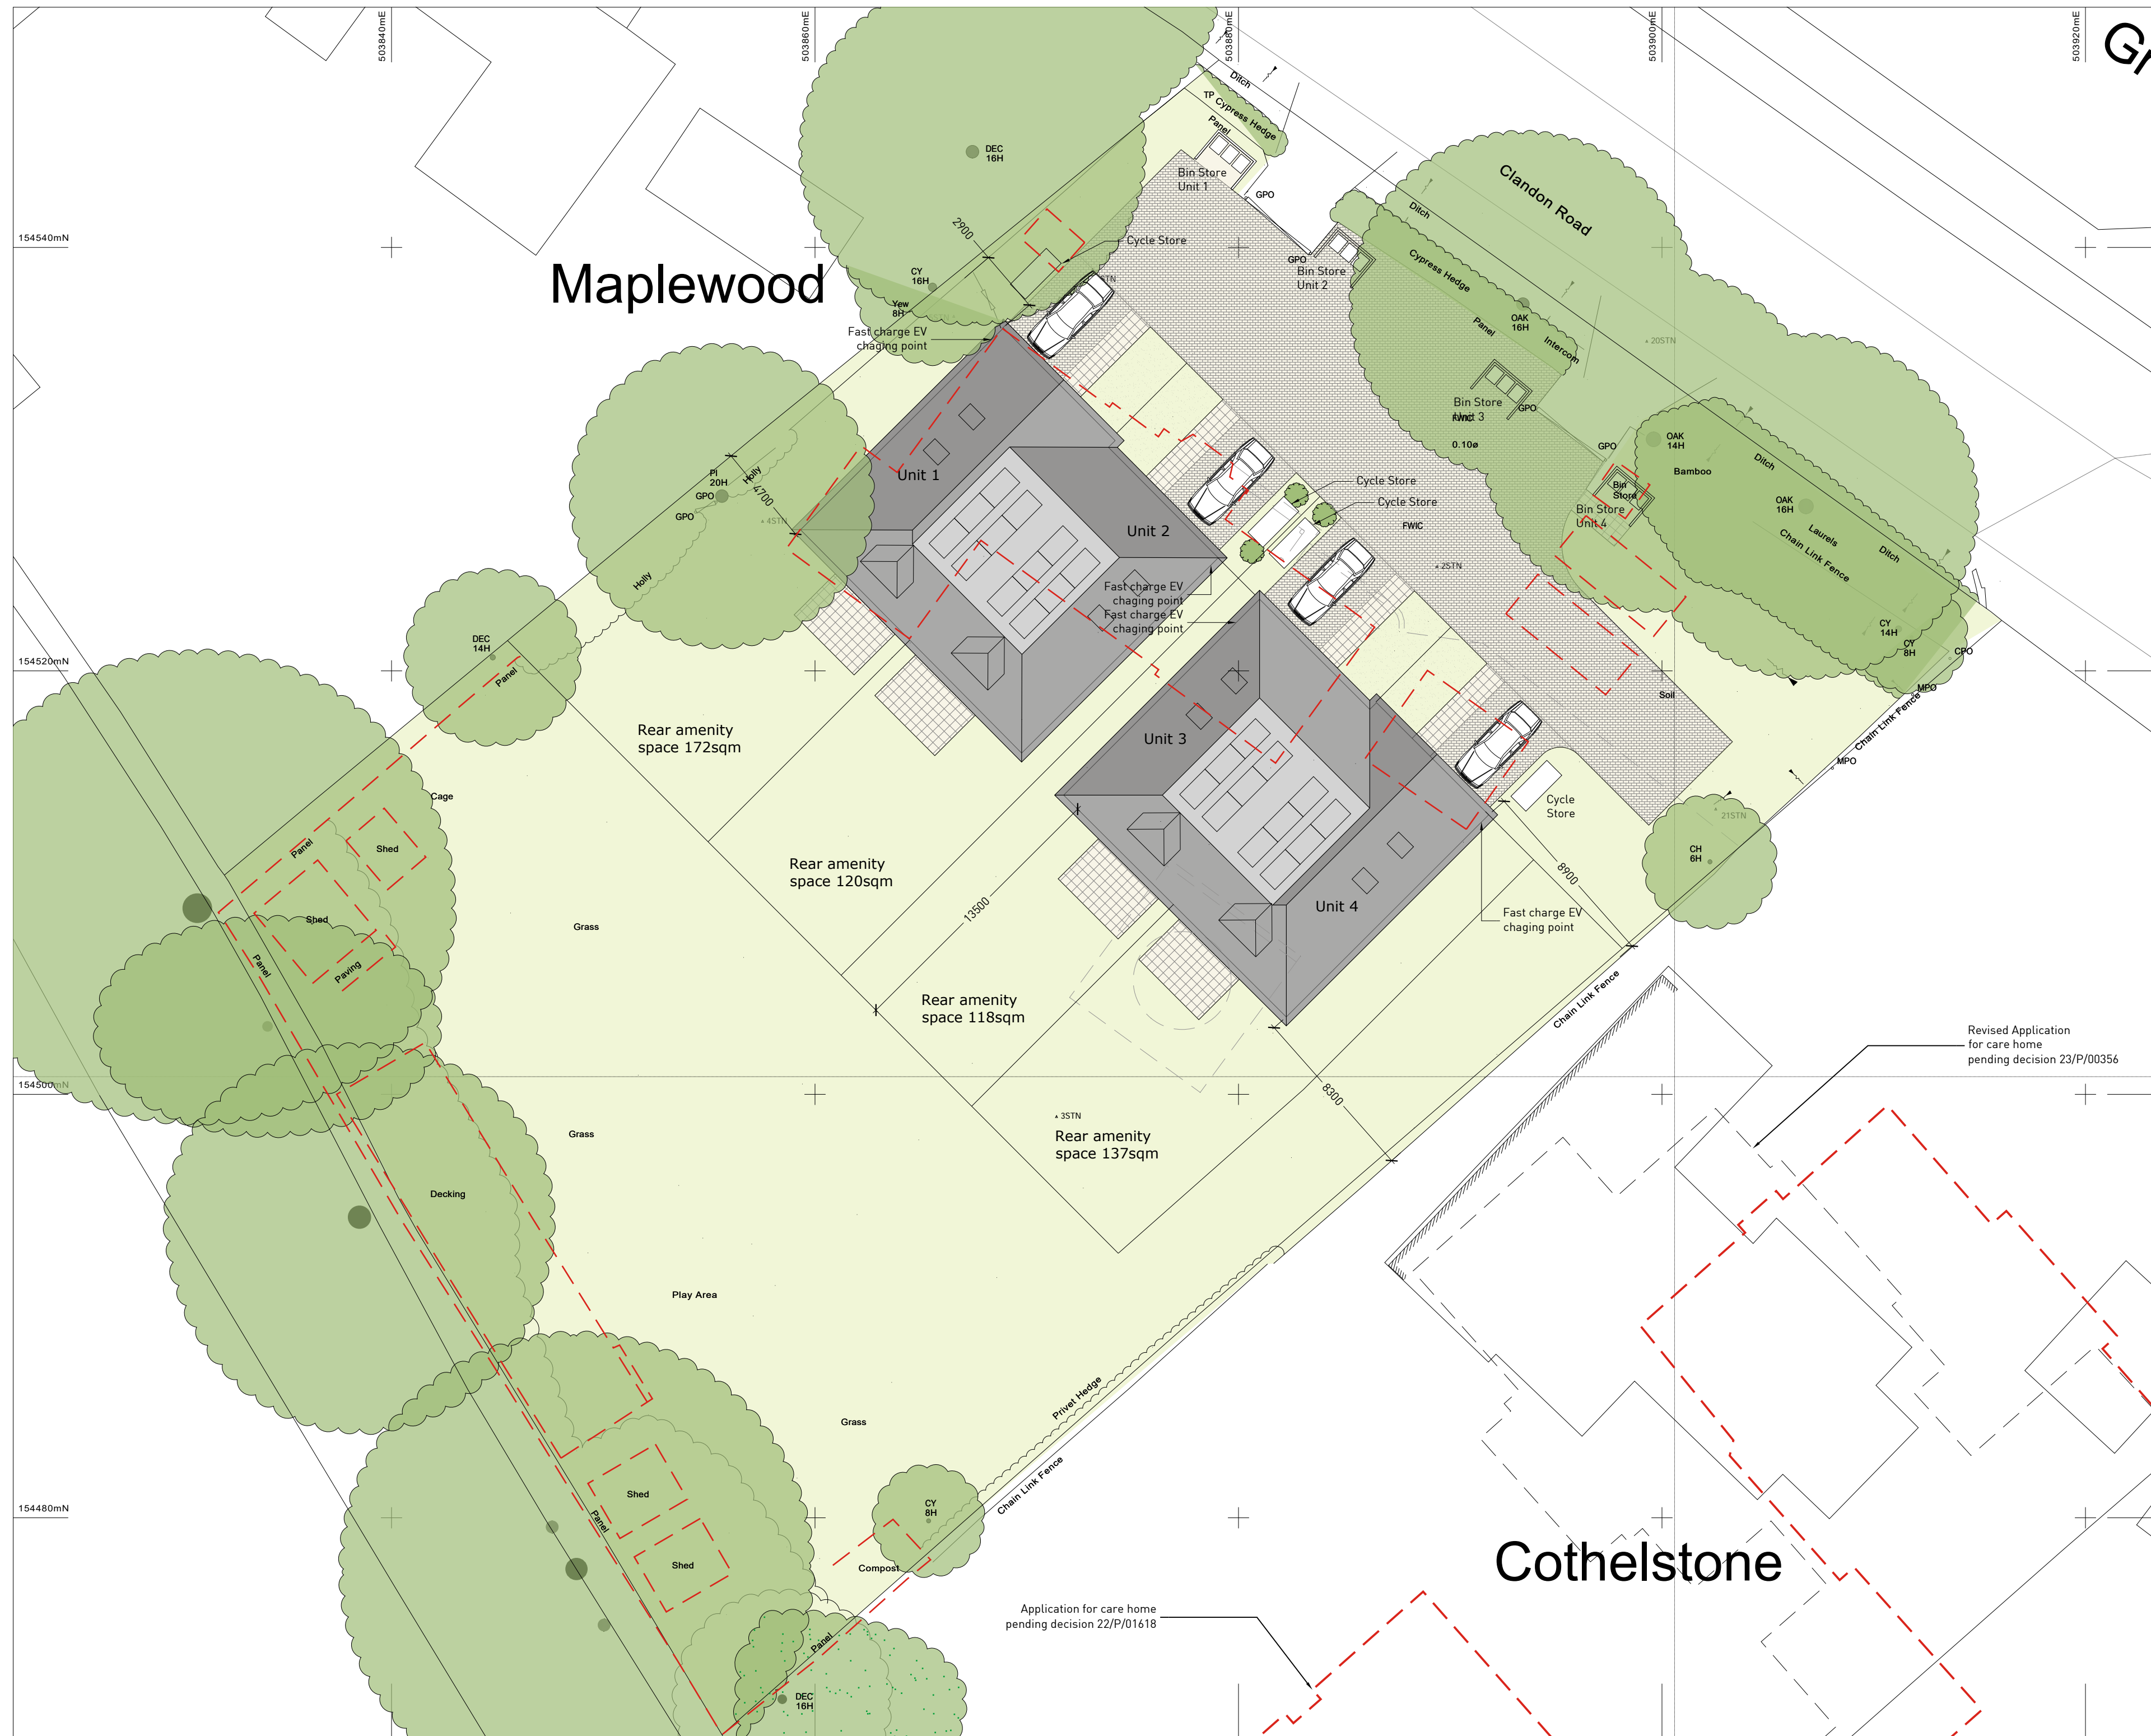 503840mE
503860mE
503880mE
503900mE
503920mE
Ditch
TP
Cypress Hedge
Panel
DEC
16H
Bin Store
Unit 1
GPO
Clandon Road
Ditch
154540mN
2900
Cycle Store
GPO
Bin Store
Unit 2
Cypress Hedge
Maplewood
CY
16H
Yew
8H
Fast charge EV
chaging point
OAK
16H
Panel
Intercom
20STN
Bin Store
Unit 3
FWIC
GPO
0.10ø
GPO
OAK
14H
Bamboo
Ditch
PI
20H
Holly
GPO
4700
GPO
4STN
Unit 1
Cycle Store
Cycle Store
Bin
Store
Bin Store
Unit 4
OAK
16H
Laurels
Chain Link Fence
Ditch
Unit 2
FWIC
2STN
Holly
Fast charge EV
chaging point
Fast charge EV
chaging point
DEC
14H
CY
14H
CY
8H
CPO
154520mN
Panel
MPO
Soil
Chain Link Fence
MPO
Rear amenity
space 172sqm
Unit 3
Cage
Cycle
Store
21STN
Panel
Shed
CH
6H
Rear amenity
space 120sqm
8900
Unit 4
13500
Fast charge EV
chaging point
Shed
Grass
Panel
Paving
Rear amenity
space 118sqm
Chain Link Fence
Revised Application
for care home
pending decision 23/P/00356
154500mN
8300
3STN
Grass
Rear amenity
space 137sqm
Decking
Play Area
Privet Hedge
Grass
Chain Link Fence
154480mN
Shed
CY
8H
Panel
Shed
Compost
Cothelstone
Application for care home
pending decision 22/P/01618
Panel
DEC
16H